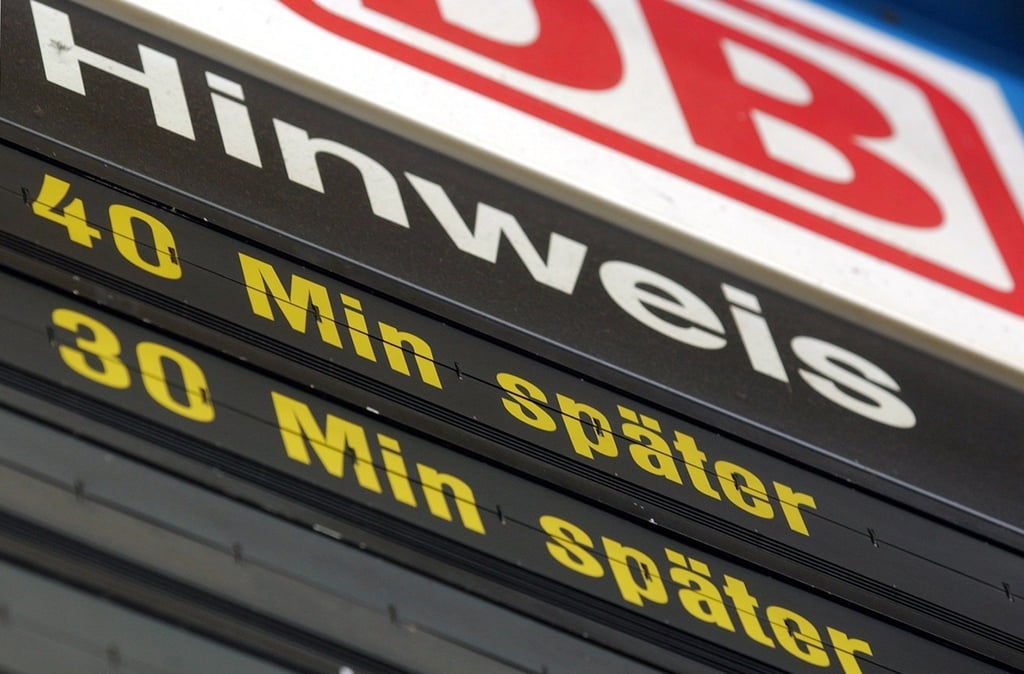 DB
Hinweis
40 Min später
30 Min später